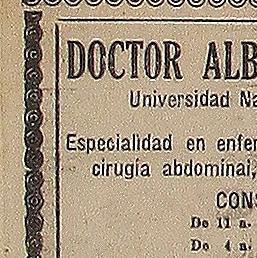 DOCTOR ALB
Universidad Na
Especialidad en enfer
cirugía abdominal,
CONS
De 11 a.
De 4 a.